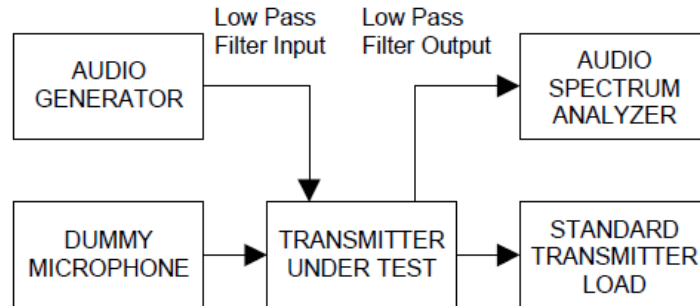 Low Pass
Filter Input
Low Pass
Filter Output
AUDIO
GENERATOR
AUDIO
SPECTRUM
ANALYZER
DUMMY
MICROPHONE
TRANSMITTER
UNDER TEST
STANDARD
TRANSMITTER
LOAD